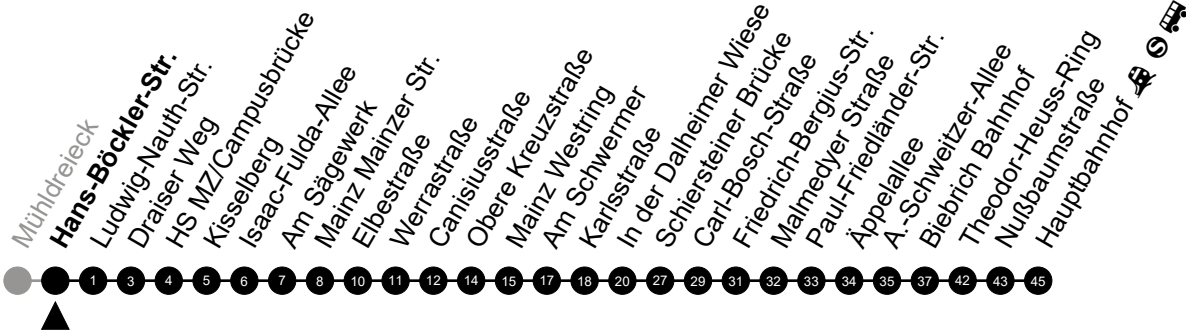 Mühldreieck
Hans-Böckler-Str.
Ludwig-Nauth-Str.
Draiser Weg
HS MZ/Campusbrücke
Kisselberg
Isaac-Fulda-Allee
Am Sägewerk
Mainz Mainzer Str.
Elbestraße
Werrastraße
Canisiusstraße
Obere Kreuzstraße
Mainz Westring
Am Schwermer
Karlsstraße
In der Dalheimer Wiese
Schiersteiner Brücke
Carl-Bosch-Straße
Friedrich-Bergius-Str.
Malmedyer Straße
Paul-Friedländer-Str.
Äppelallee
A.-Schweitzer-Allee
Biebrich Bahnhof
Theodor-Heuss-Ring
Nußbaumstraße
Hauptbahnhof S
1 3 4 5 6 7 8 10 11 12 14 15 17 18 20 27 29 31 32 33 34 35 37 42 43 45